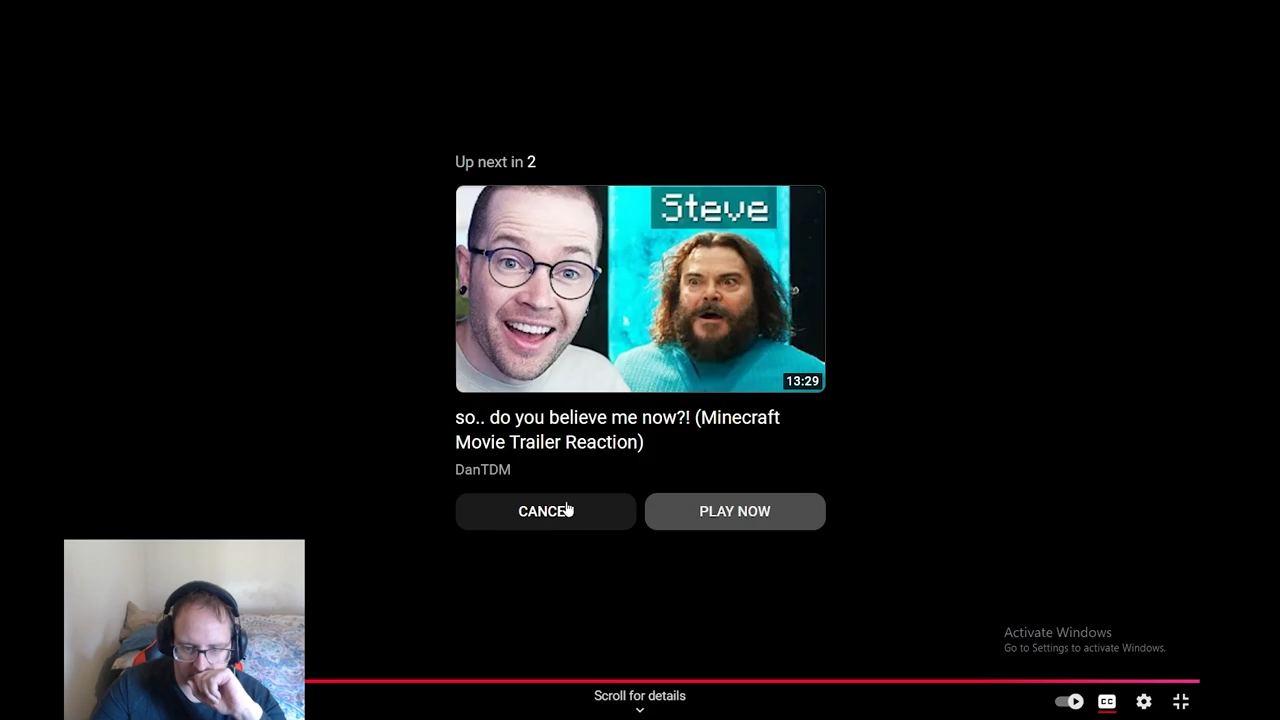 Up next in 2
Steve
13:29
so.. do you believe me now?! (Minecraft
Movie Trailer Reaction)
DanTDM
CANCEL
PLAY NOW
Activate Windows
Go to Settings to activate Windows.
Scroll for details
CC